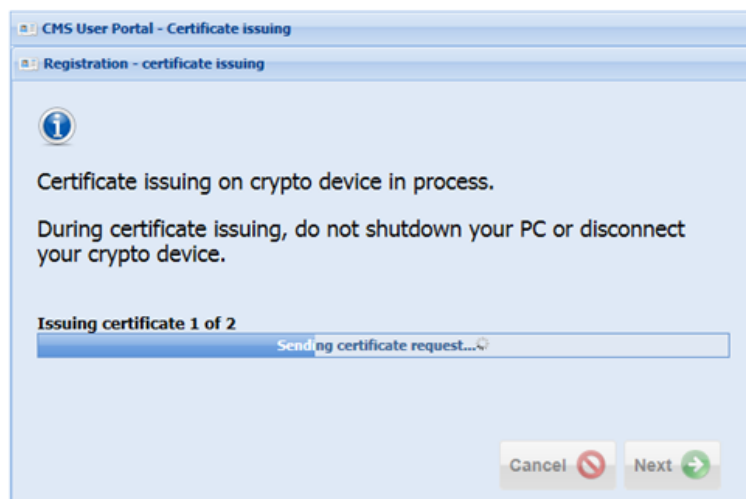 CMS User Portal - Certificate issuing
Registration - certificate issuing
Certificate issuing on crypto device in process.
During certificate issuing, do not shutdown your PC or disconnect
your crypto device.
Issuing certificate 1 of 2
Sending certificate request...
Cancel Next